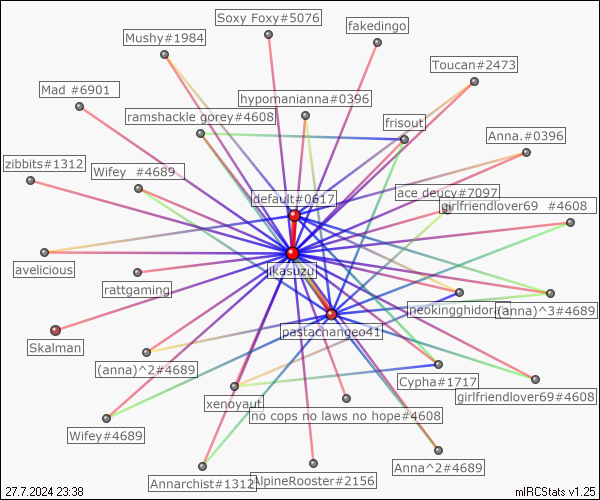 Soxy Foxy#5076
fakedingo
Mushy#1984
Toucan#2473
Mad #6901
hypomanianna#0396
ramshackle gorey#4608
frisout
Anna.#0396
zibbits#1312
Wifey #4689
default#0617
ace deucy#7097
girlfriendlover69 #4608
avelicious
ikasuzu
rattgaming
neokingghidorah
((anna)^3#4689
pastachangeo41
Skalman
(anna)^2#4689
Cypha#1717
girlfriendlover69#4608
xenoyaut
no cops no laws no hope#4608
Wifey#4689
Anna^2#4689
Annarchist#1312
AlpineRooster#2156
27.7.2024 23:38
mIRCStats v1.25